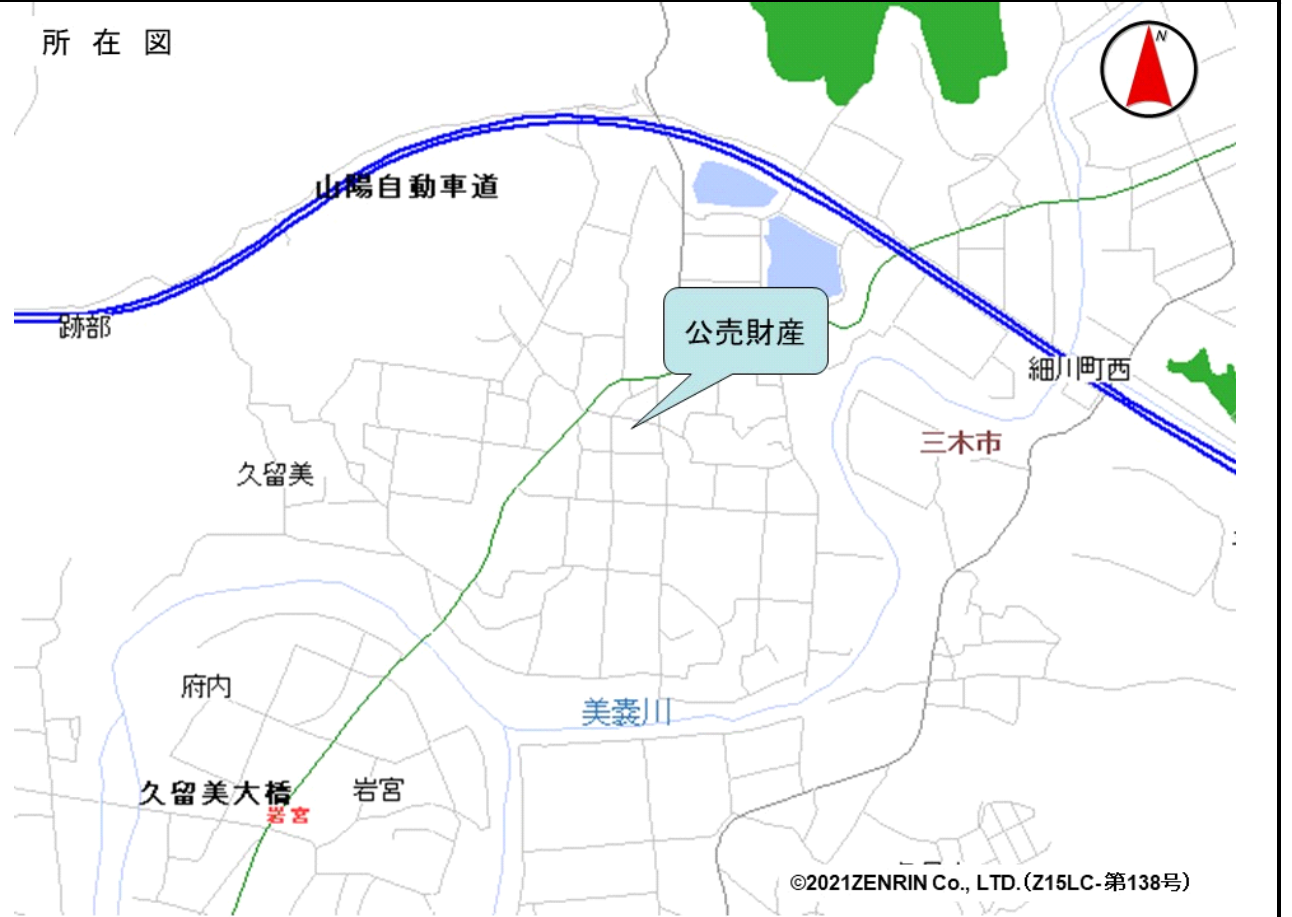 所在図
N
山陽自動車道
跡部
公売財産
細川町西
三木市
久留美
府内
美嚢川
久留美大橋
岩宮
岩宮
©2021ZENRIN Co., LTD.(Z15LC-第138号)